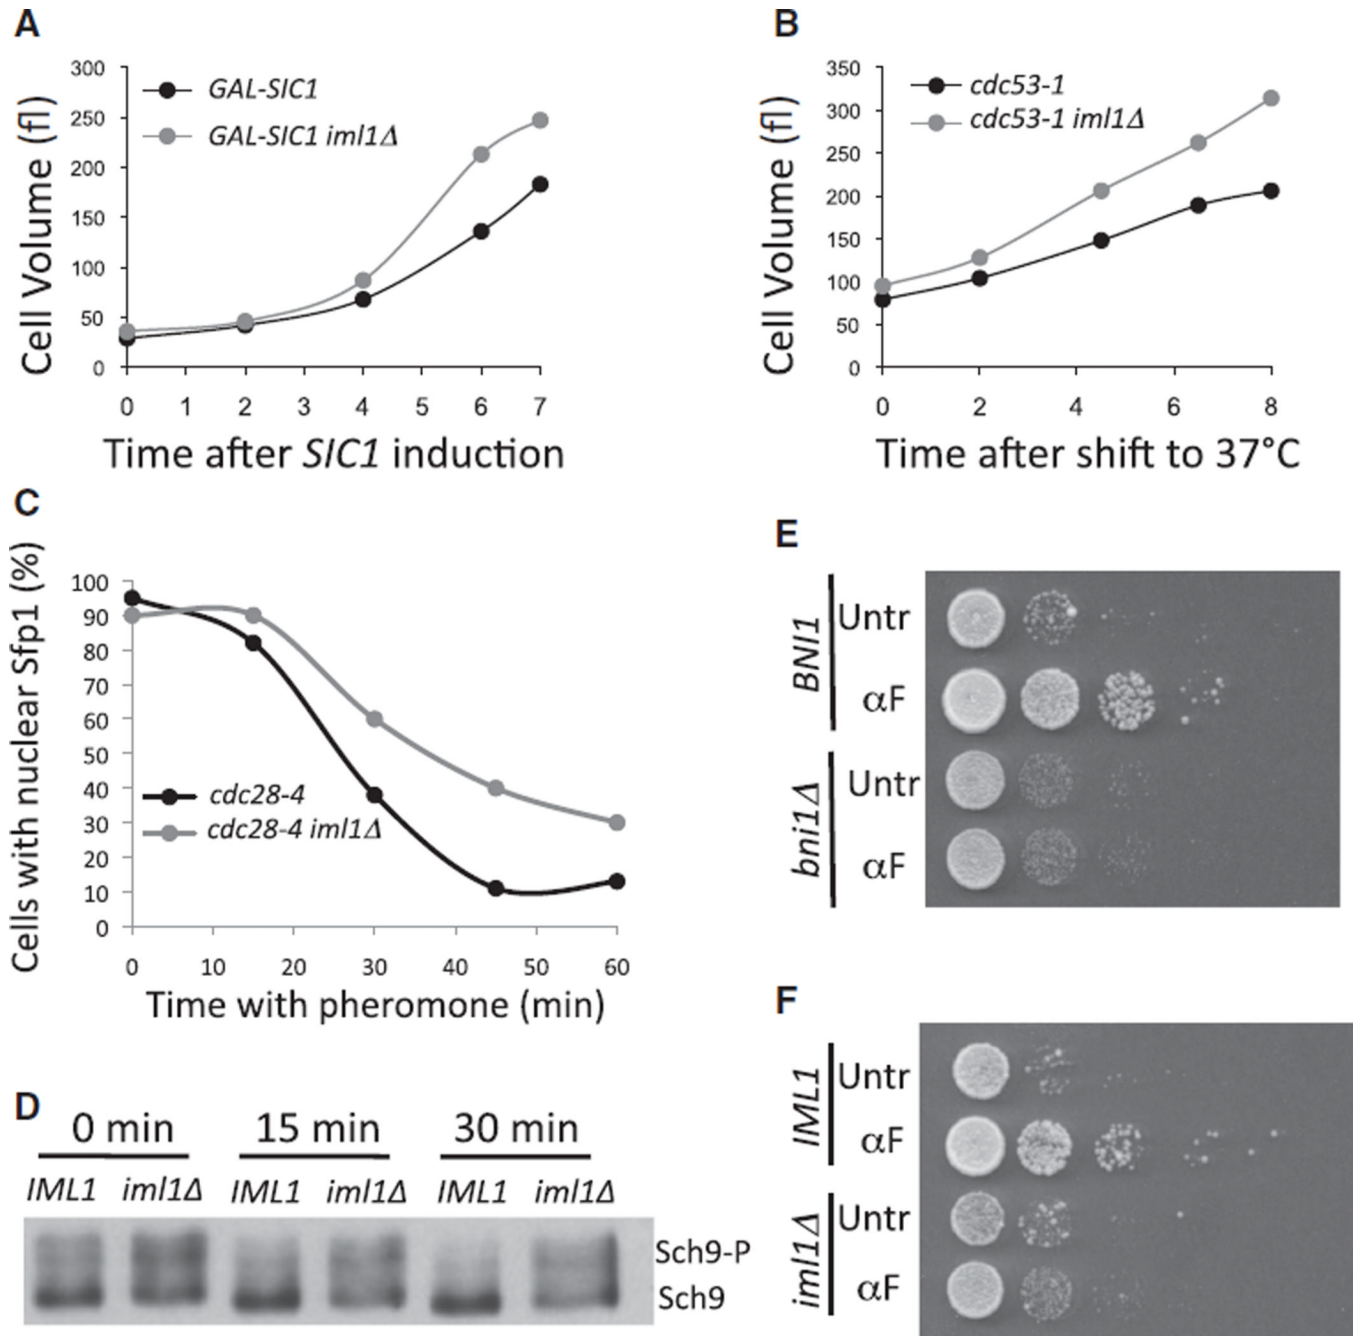 A
Cell Volume (fl)
300
250
200
150
100
50
0
GAL-SIC1
GAL-SIC1 iml1Δ
0 1 2 3 4 5 6 7
Time after SIC1 induction
B
Cell Volume (fl)
350
300
250
200
150
100
50
0
cdc53-1
cdc53-1 iml1Δ
0 2 4 6 8
Time after shift to 37°C
C
Cells with nuclear Sfp1 (%)
100
90
80
70
60
50
40
30
20
10
0
cdc28-4
cdc28-4 iml1Δ
0 10 20 30 40 50 60
Time with pheromone (min)
D
0 min 15 min 30 min
IML1 iml1Δ IML1 iml1Δ IML1 iml1Δ
Sch9-P
Sch9
E
BNI1
Untr
αF
bni1Δ
Untr
αF
F
IML1
Untr
αF
iml1Δ
Untr
αF